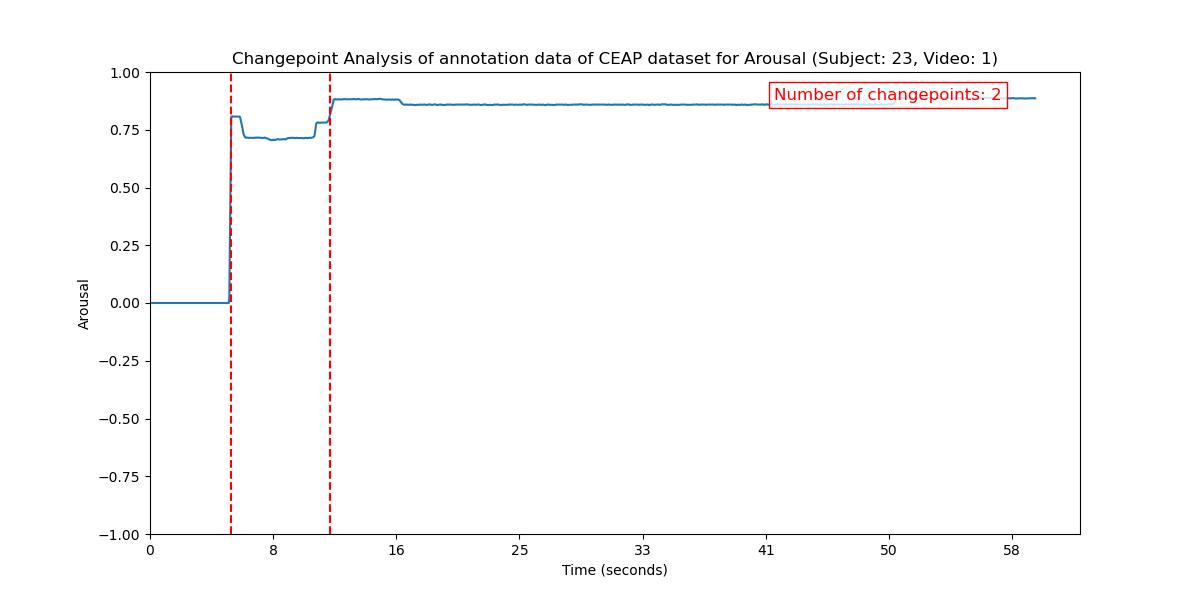 Changepoint Analysis of annotation data of CEAP dataset for Arousal (Subject: 23, Video: 1)
Number of changepoints: 2
Arousal
1.00
0.75
0.50
0.25
0.00
−0.25
−0.50
−0.75
−1.00
0 8 16 25 33 41 50 58
Time (seconds)